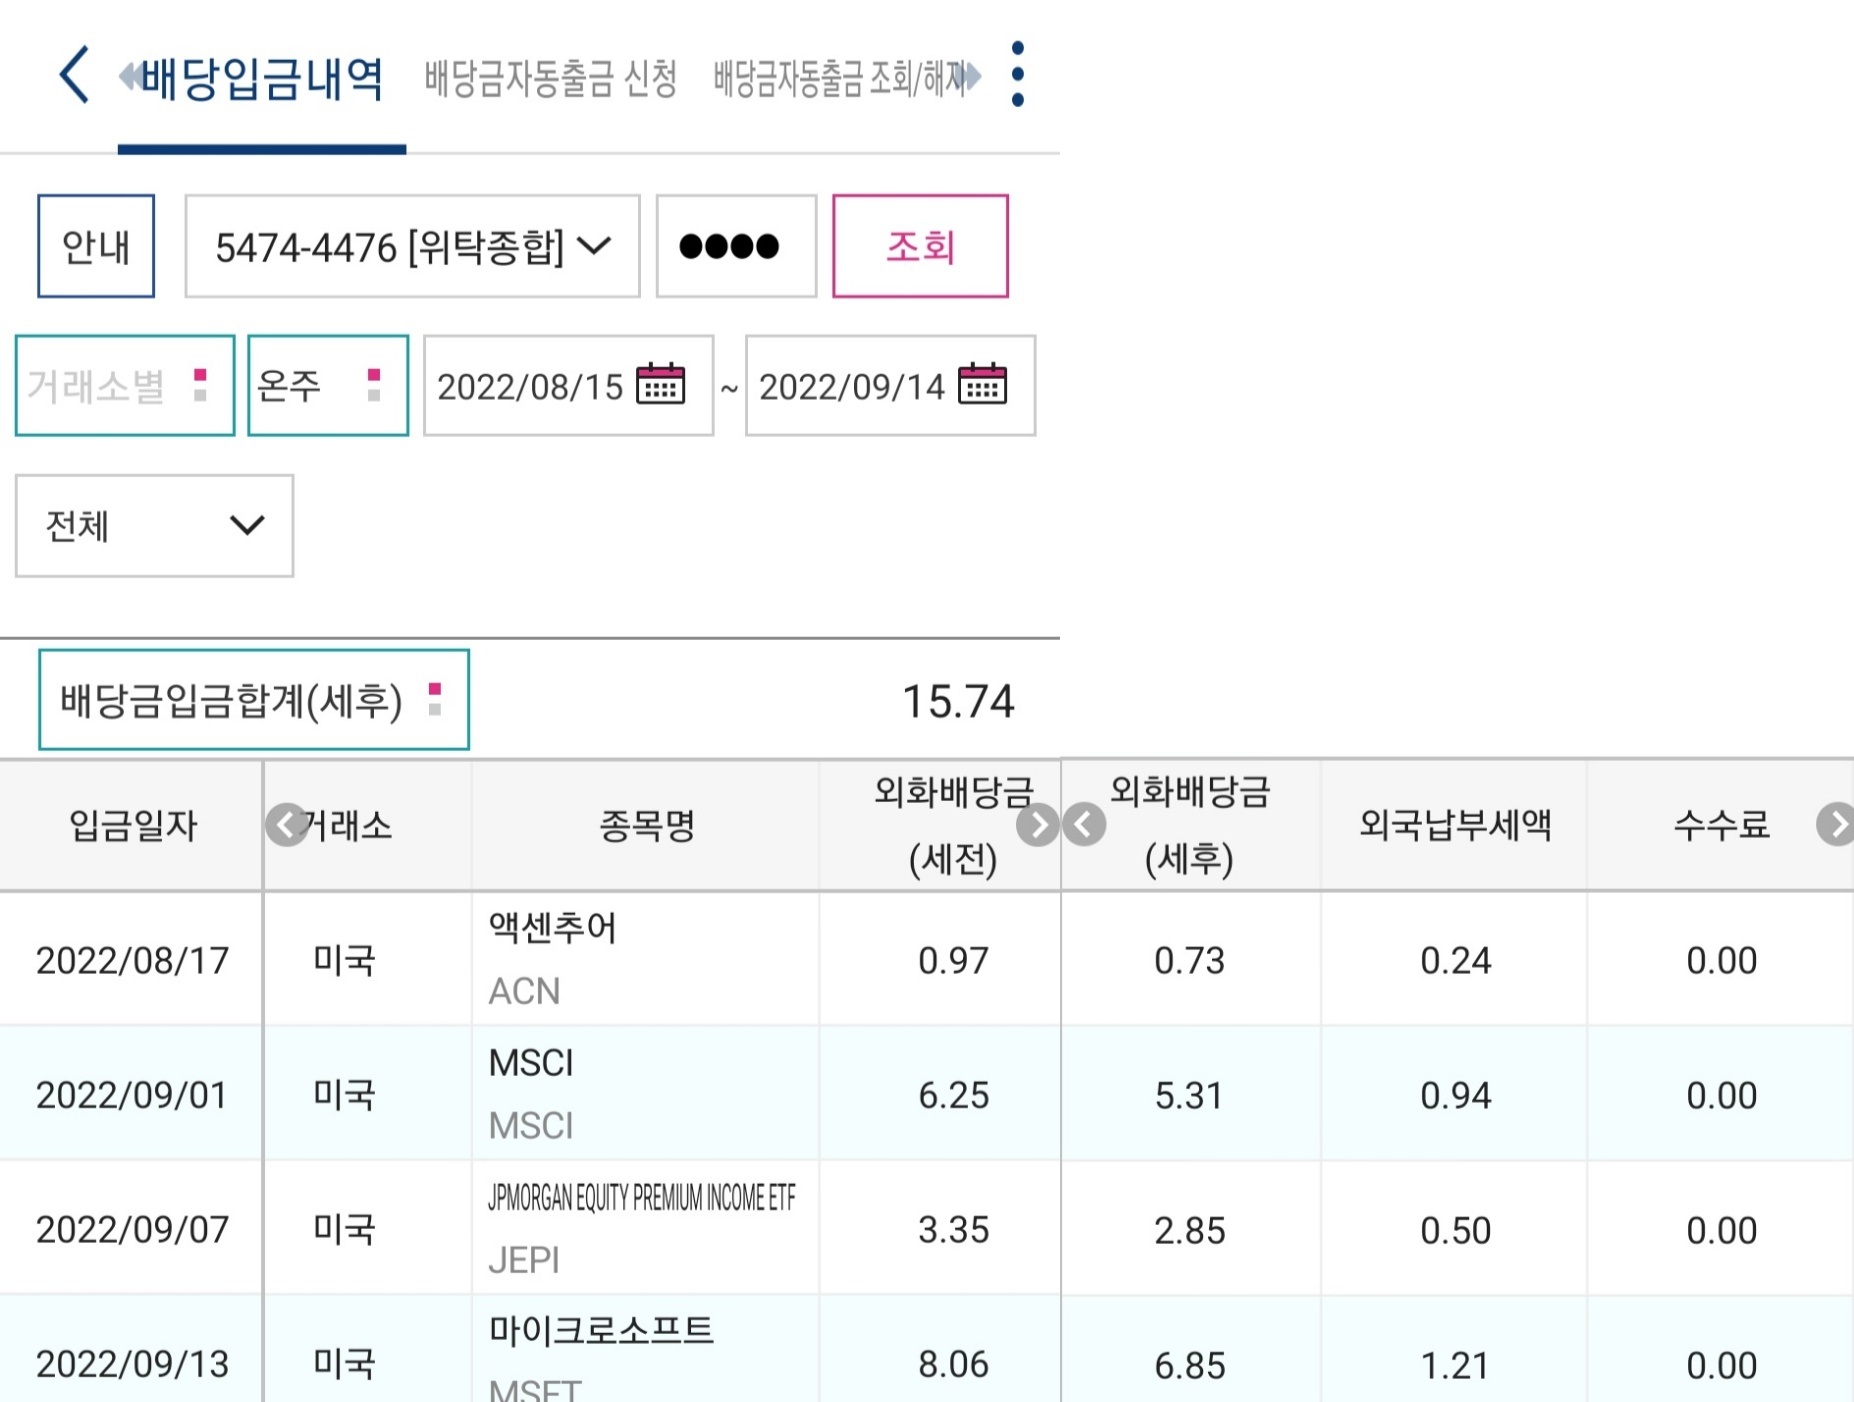 배당입금내역 배당금자동출금 신청 배당금자동출금 조회/해지
안내 5474-4476 [위탁종합] ●●●● 조회
거래소별 온주 2022/08/15 ~ 2022/09/14
전체
배당금입금합계(세후) 15.74
입금일자 거래소 종목명 외화배당금 (세전) 외화배당금 (세후) 외국납부세액 수수료
2022/08/17 미국 액센추어 0.97 0.73 0.24 0.00
ACN
2022/09/01 미국 MSCI 6.25 5.31 0.94 0.00
MSCI
2022/09/07 미국 JPMORGAN EQUITY PREMIUM INCOME ETF 3.35 2.85 0.50 0.00
JEPI
2022/09/13 미국 마이크로소프트 8.06 6.85 1.21 0.00
MSFT